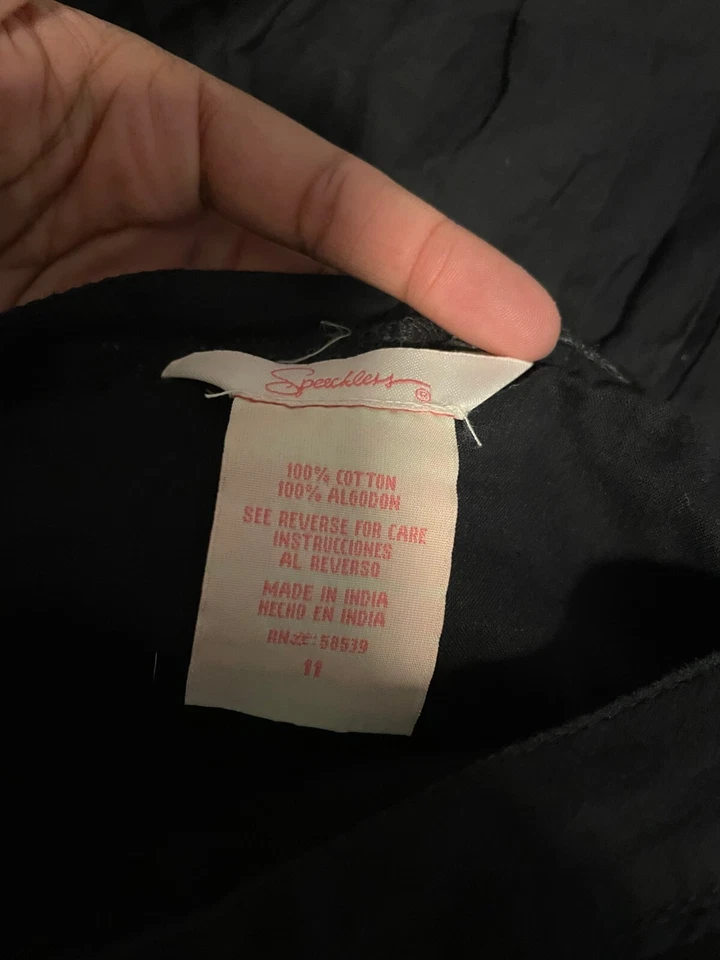 Speechless®
100% COTTON
100% ALGODON
SEE REVERSE FOR CARE
INSTRUCCIONES
AL REVERSO
MADE IN INDIA
HECHO EN INDIA
RN#: 58539
11